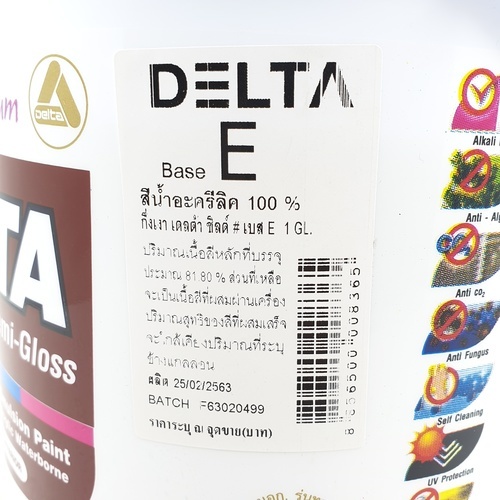 DELTA
Base E
สีน้ำอะครีลิค 100 %
กึ่งเงา เดลต้า ชิลด์ # เบส E 1 GL.
ปริมาณเนื้อสีหลักที่บรรจุ
ประมาณ 81.80 % ส่วนที่เหลือ
จะเป็นเนื้อสีที่ผสมผ่านเครื่อง
ปริมาณสุทธิของสีที่ผสมเสร็จ
จะใกล้เคียงปริมาณที่ระบุ
ข้างแกลลอน
ผลิต 25/02/2563
BATCH F63020499
ราคาระบุ ณ จุดขาย(บาท)
um
Delta
TA
mi-Gloss
lsion Paint
Waterborne
Alkali
Anti - Al
CO2
Anti co2
Anti Fungus
Self Cleaning
UV Protection